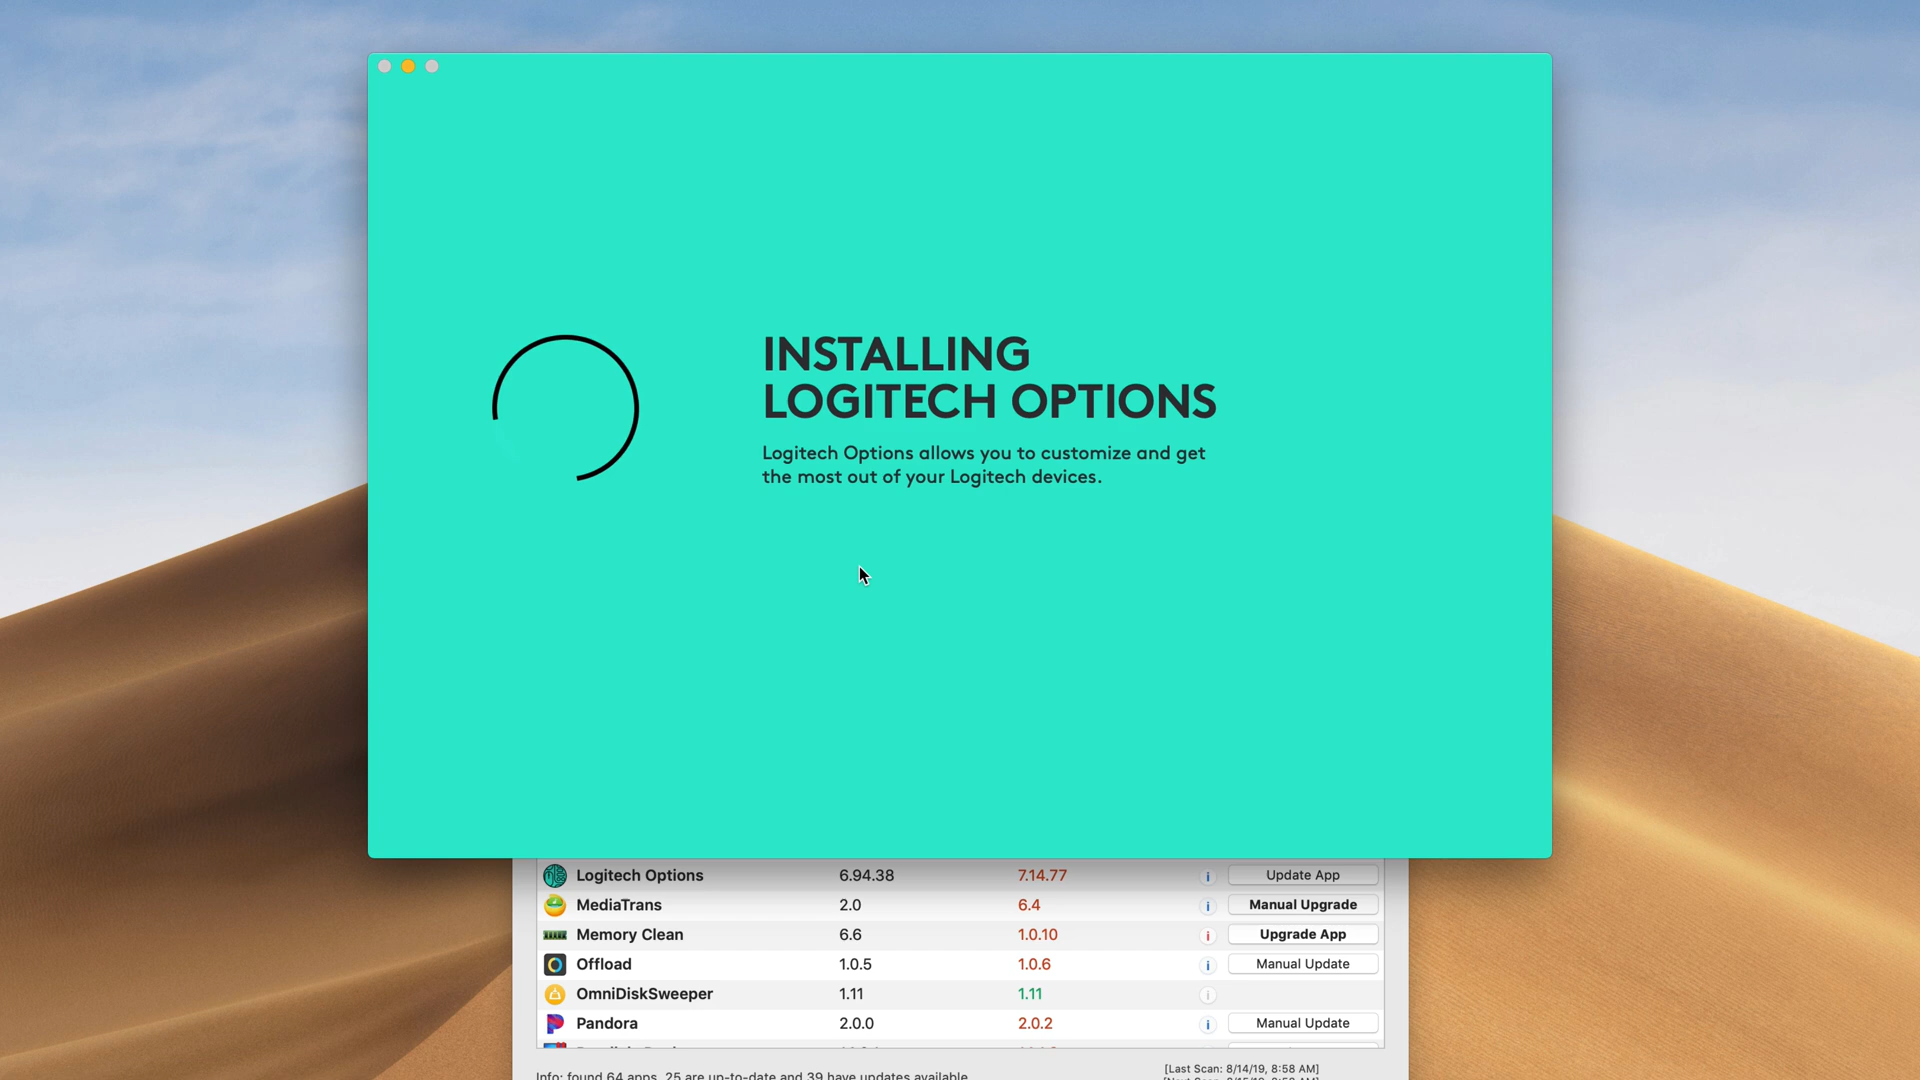 INSTALLING
LOGITECH OPTIONS
Logitech Options allows you to customize and get
the most out of your Logitech devices.
Logitech Options 6.94.38 7.14.77 i Update App
MediaTrans 2.0 6.4 i Manual Upgrade
Memory Clean 6.6 1.0.10 i Upgrade App
Offload 1.0.5 1.0.6 i Manual Update
OmniDiskSweeper 1.11 1.11 i
Pandora 2.0.0 2.0.2 i Manual Update
Info: found 64 apps, 25 are up-to-date and 39 have updates available
[Last Scan: 8/14/19, 8:58 AM]